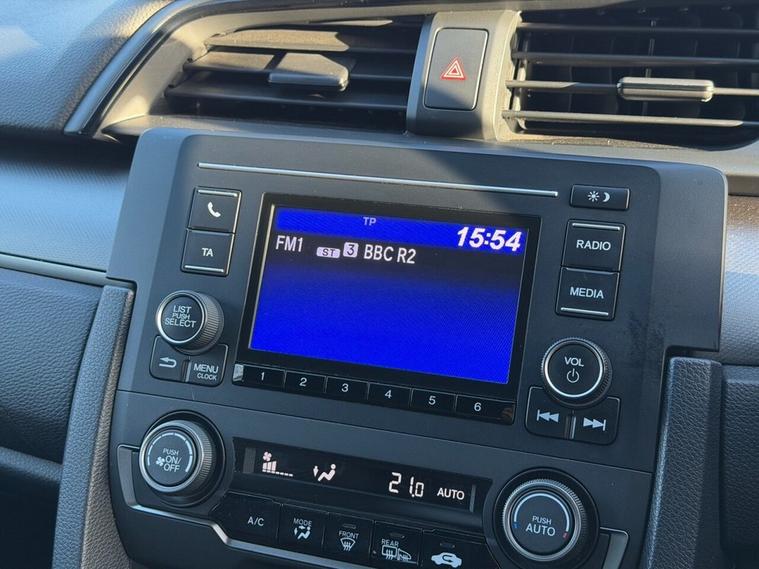 TP
15:54
FM1 ST 3 BBC R2
TA
LIST
PUSH
SELECT
MENU
CLOCK
RADIO
MEDIA
VOL
1 2 3 4 5 6
PUSH
ON/
OFF
21.0 AUTO
PUSH
AUTO
A/C
MODE
FRONT
REAR